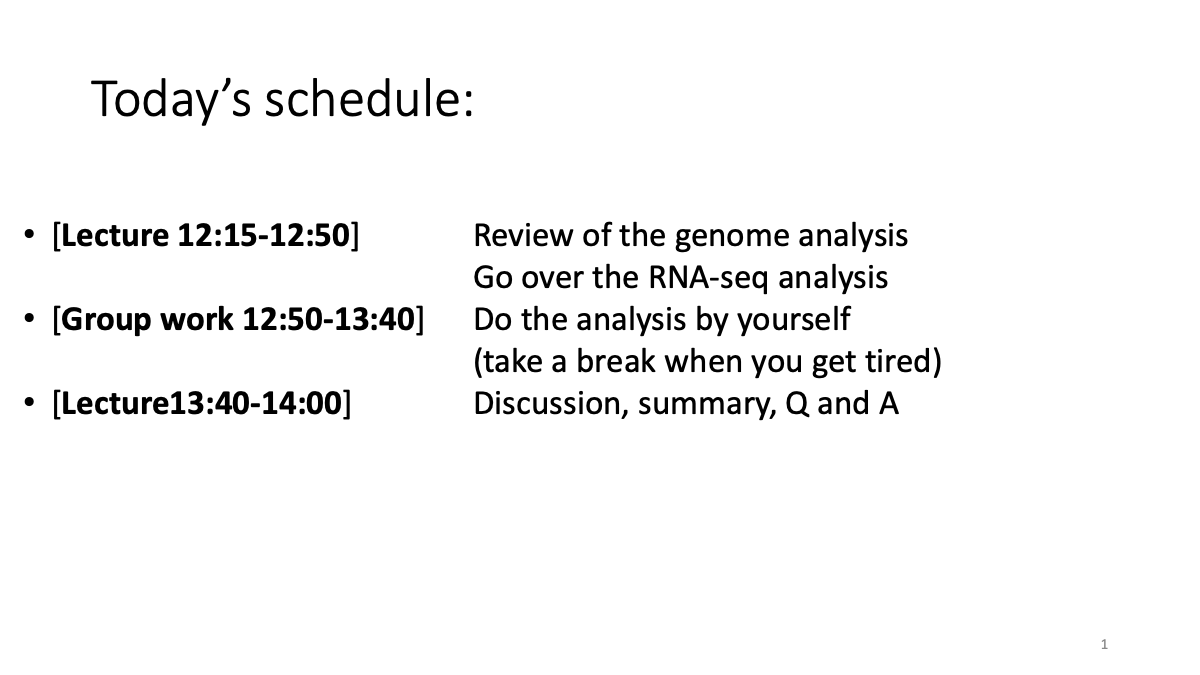 Today’s schedule:
• [Lecture 12:15-12:50] Review of the genome analysis
Go over the RNA-seq analysis
• [Group work 12:50-13:40] Do the analysis by yourself
(take a break when you get tired)
• [Lecture13:40-14:00] Discussion, summary, Q and A
1